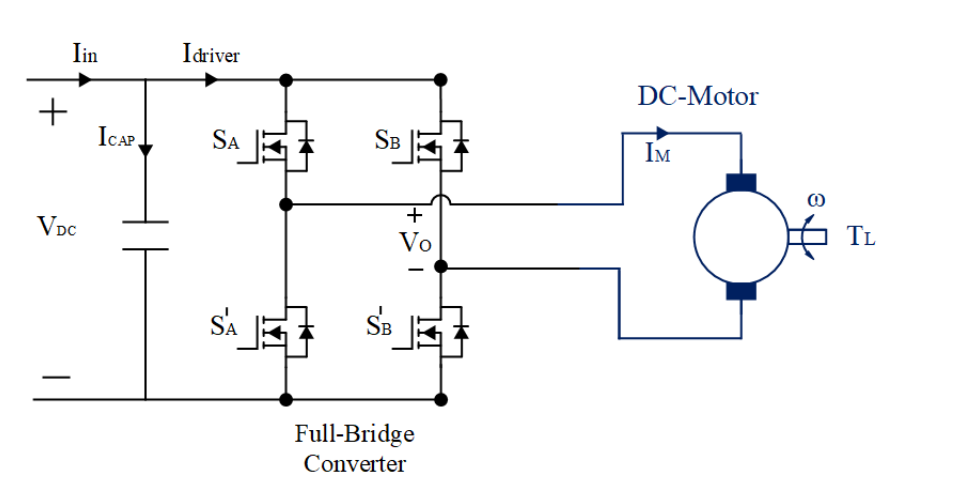 Iin
Idriver
DC-Motor
+
ICAP
SA
SB
IM
ω
+
VDC
VO
TL
−
S'A
S'B
−
Full-Bridge
Converter